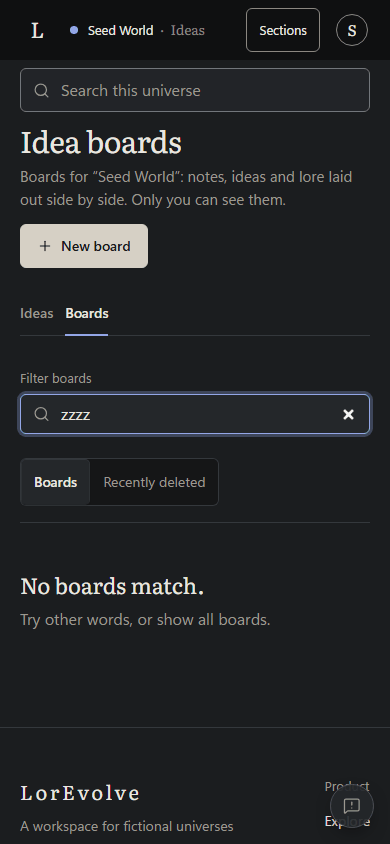 L
Seed World · Ideas
Sections
S
Search this universe
Idea boards
Boards for “Seed World”: notes, ideas and lore laid
out side by side. Only you can see them.
+ New board
Ideas
Boards
Filter boards
zzzz
Boards
Recently deleted
No boards match.
Try other words, or show all boards.
LorEvolve
Product
A workspace for fictional universes
Explore